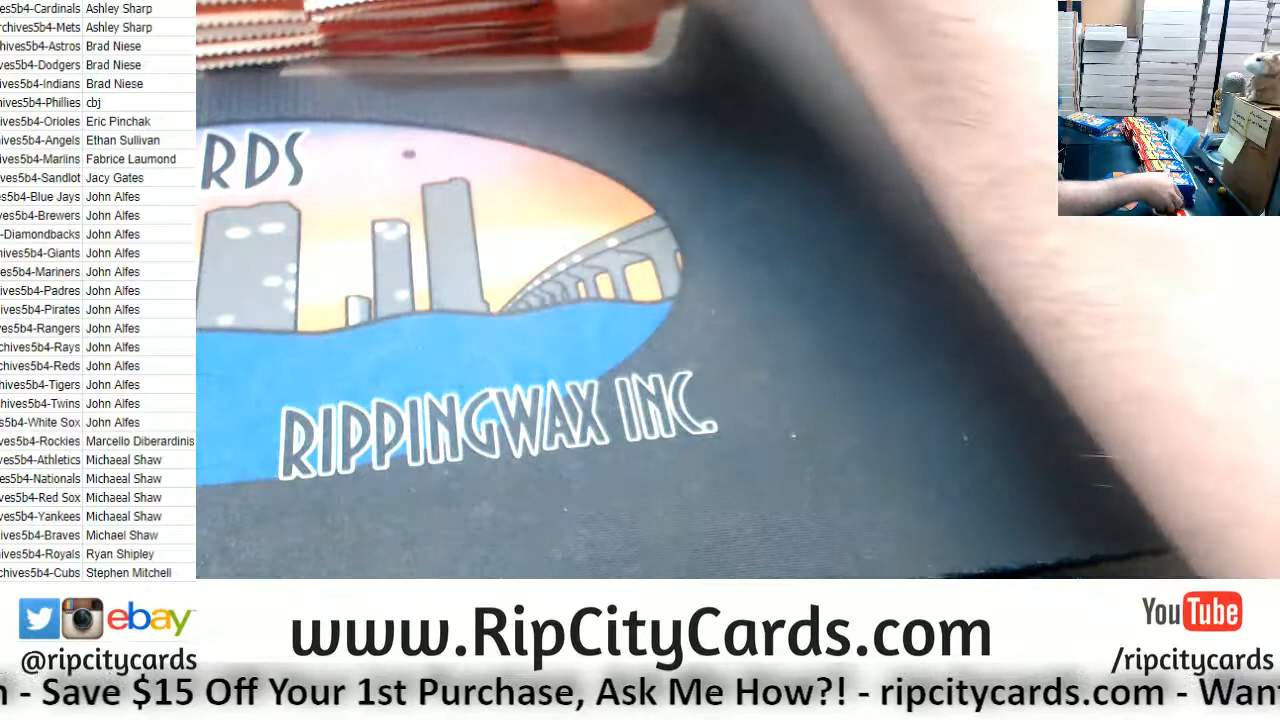 es5b4-Cardinals Ashley Sharp
rchives5b4-Mets Ashley Sharp
hives5b4-Astros Brad Niese
ives5b4-Dodgers Brad Niese
hives5b4-Indians Brad Niese
nives5b4-Phillies cbj
ives5b4-Orioles Eric Pinchak
hives5b4-Angels Ethan Sullivan
hives5b4-Marlins Fabrice Laumond
ives5b4-Sandlot Jacy Gates
es5b4-Blue Jays John Alfes
ves5b4-Brewers John Alfes
-Diamondbacks John Alfes
hives5b4-Giants John Alfes
es5b4-Mariners John Alfes
hives5b4-Padres John Alfes
ives5b4-Pirates John Alfes
ves5b4-Rangers John Alfes
chives5b4-Rays John Alfes
chives5b4-Reds John Alfes
hives5b4-Tigers John Alfes
hives5b4-Twins John Alfes
s5b4-White Sox John Alfes
es5b4-Rockies Marcello Diberardinis
es5b4-Athletics Michaeal Shaw
es5b4-Nationals Michaeal Shaw
ives5b4-Red Sox Michaeal Shaw
es5b4-Yankees Michaeal Shaw
ives5b4-Braves Michael Shaw
hives5b4-Royals Ryan Shipley
chives5b4-Cubs Stephen Mitchell
RDS
RIPPINGWAX INC.
ebay
@ripcitycards
www.RipCityCards.com
YouTube
/ripcitycards
n - Save $15 Off Your 1st Purchase, Ask Me How?! - ripcitycards.com - Want